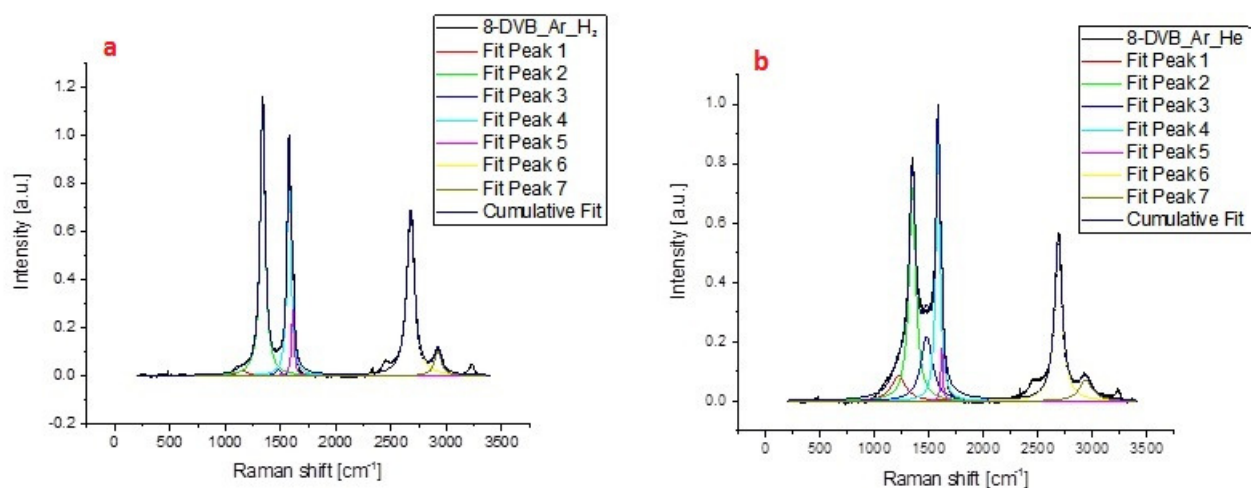 a
8-DVB_Ar_H₂
Fit Peak 1
Fit Peak 2
Fit Peak 3
Fit Peak 4
Fit Peak 5
Fit Peak 6
Fit Peak 7
Cumulative Fit
1.2
1.0
0.8
0.6
0.4
0.2
0.0
-0.2
Intensity [a.u.]
0 500 1000 1500 2000 2500 3000 3500
Raman shift [cm⁻¹]
b
8-DVB_Ar_He
Fit Peak 1
Fit Peak 2
Fit Peak 3
Fit Peak 4
Fit Peak 5
Fit Peak 6
Fit Peak 7
Cumulative Fit
1.0
0.8
0.6
0.4
0.2
0.0
Intensity [a.u.]
0 500 1000 1500 2000 2500 3000 3500
Raman shift [cm⁻¹]